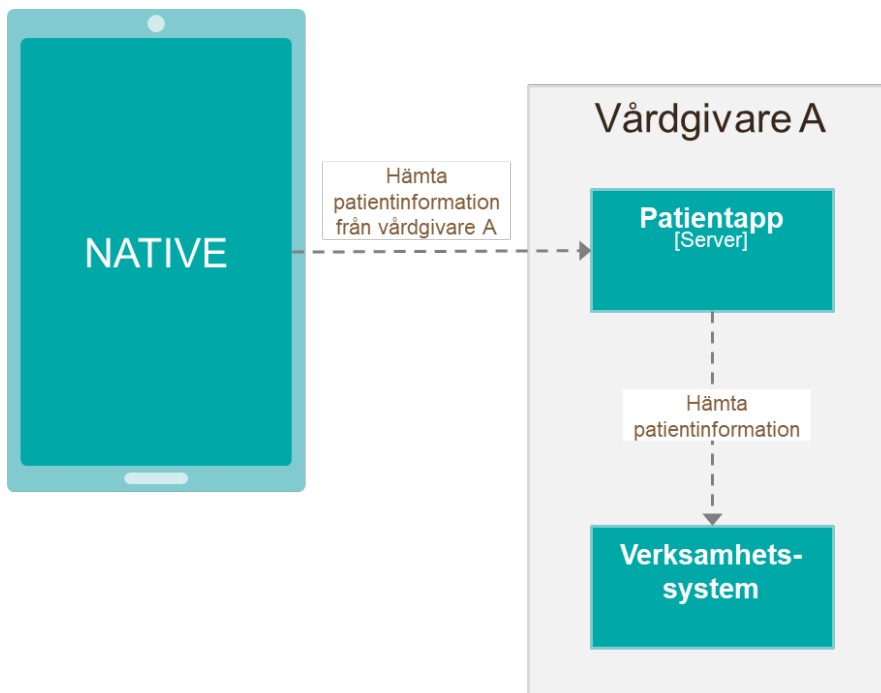 NATIVE
Hämta
patientinformation
från vårdgivare A
Vårdgivare A
Patientapp
[Server]
Hämta
patientinformation
Verksamhets-
system